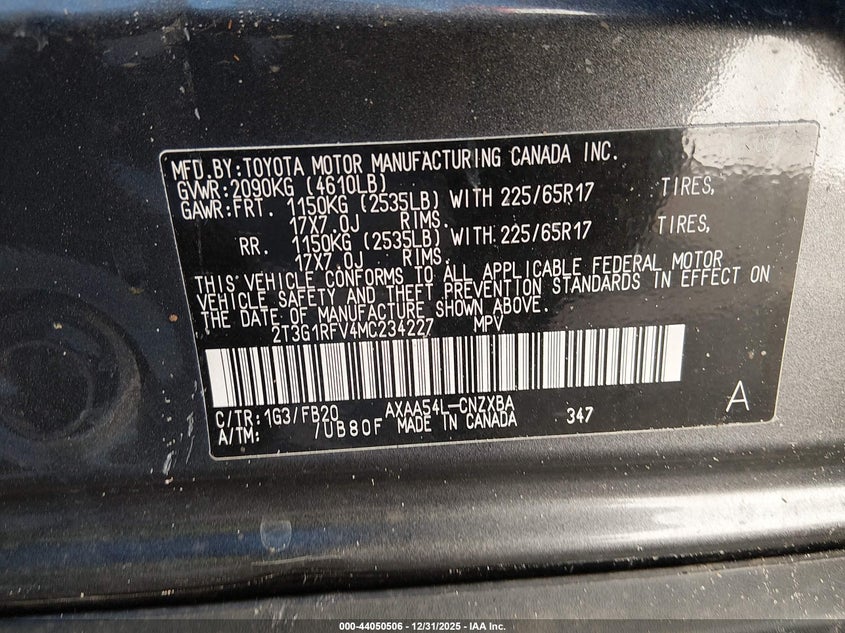 MFD.BY:TOYOTA MOTOR MANUFACTURING CANADA INC.
GVWR:2090KG (4610LB)
GAWR:FRT. 1150KG (2535LB) WITH 225/65R17 TIRES,
17X7.0J RIMS.
RR. 1150KG (2535LB) WITH 225/65R17 TIRES,
17X7.0J RIMS.
THIS VEHICLE CONFORMS TO ALL APPLICABLE FEDERAL MOTOR
VEHICLE SAFETY AND THEFT PREVENTION STANDARDS IN EFFECT ON
THE DATE OF MANUFACTURE SHOWN ABOVE.
2T3G1RFV4MC234227 MPV
C/TR:1G3/FB20 AXAA54L-CNZXBA
A/TM: /UB80F MADE IN CANADA 347 A
000-44050506 - 12/31/2025 - IAA Inc.